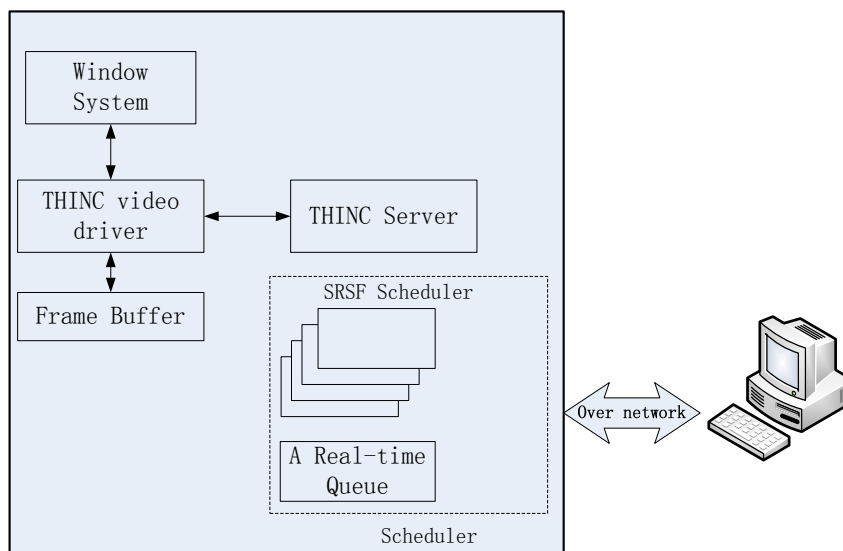 Window
System
THINC video
driver
THINC Server
Frame Buffer
SRSF Scheduler
A Real-time
Queue
Scheduler
Over network